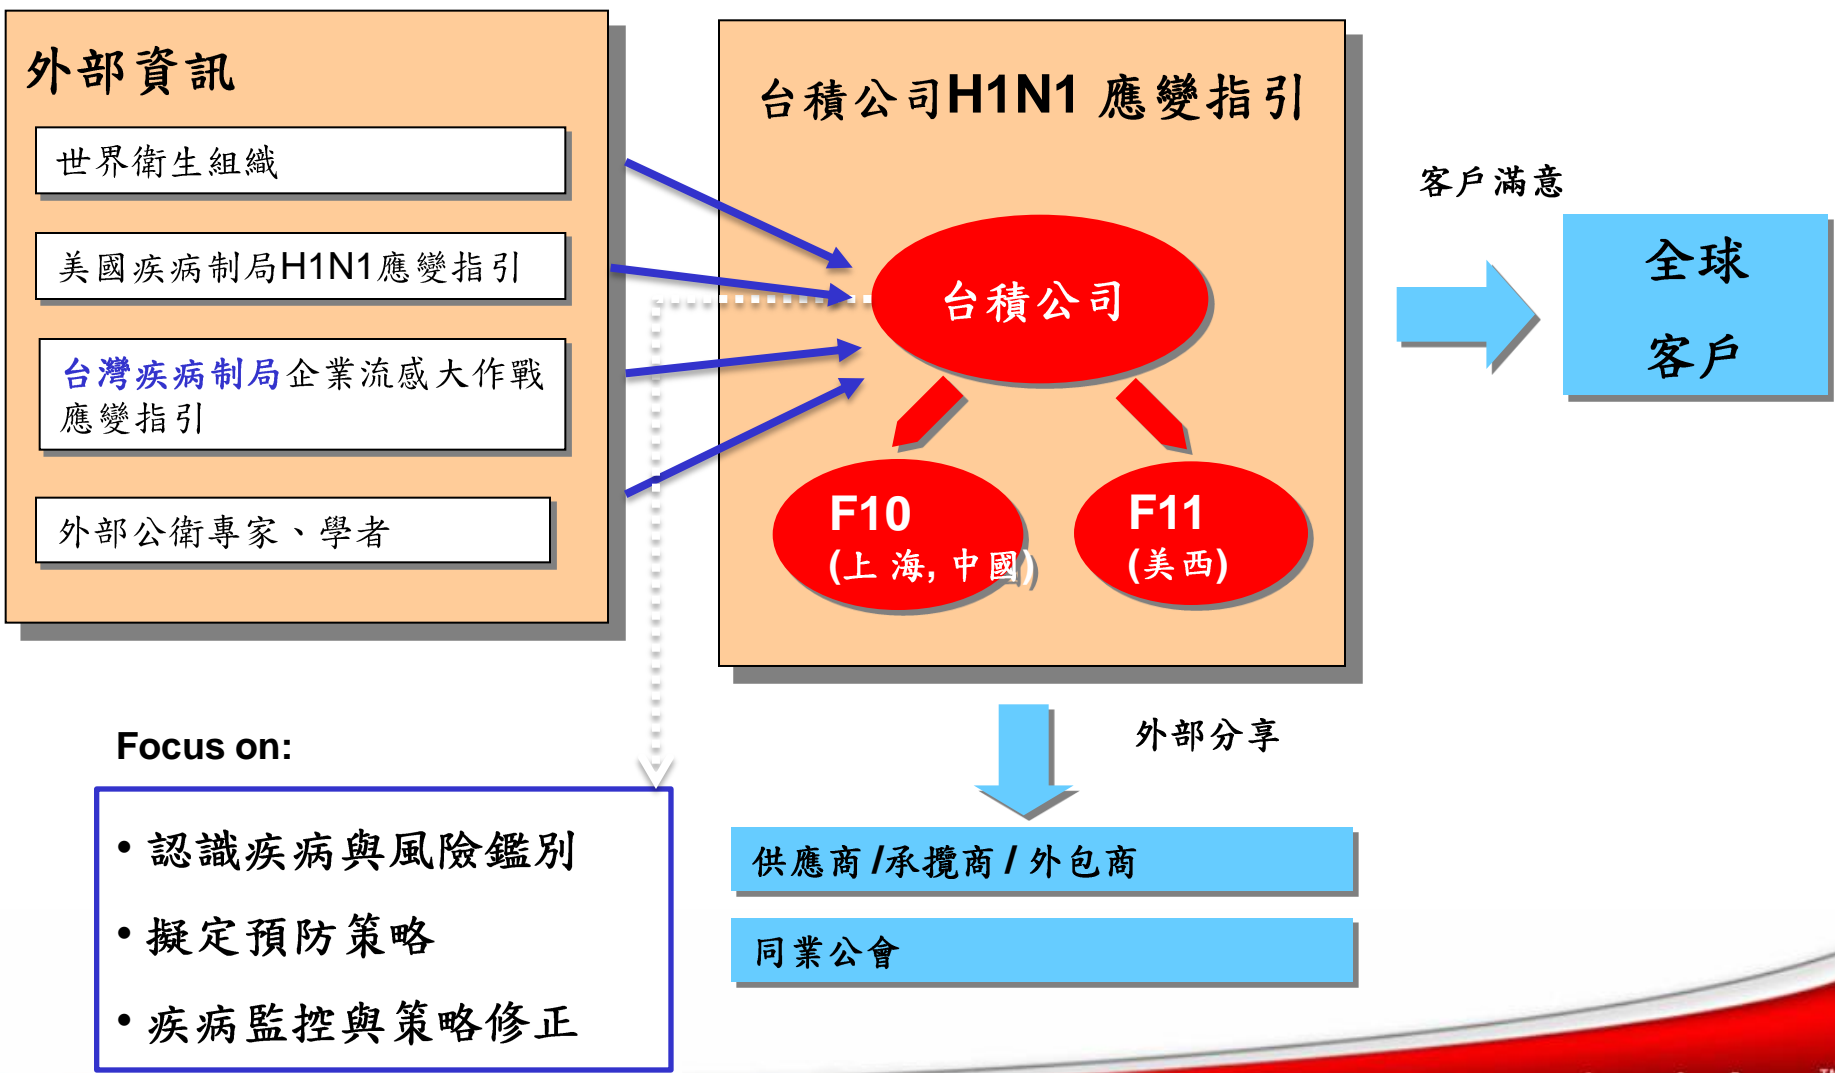 外部資訊
世界衛生組織
美國疾病制局H1N1應變指引
台灣疾病制局企業流感大作戰
應變指引
外部公衛專家、學者
台積公司H1N1 應變指引
台積公司
F10
(上 海, 中國)
F11
(美西)
客戶滿意
全球
客戶
外部分享
供應商 /承攬商 / 外包商
同業公會
Focus on:
• 認識疾病與風險鑑別
• 擬定預防策略
• 疾病監控與策略修正